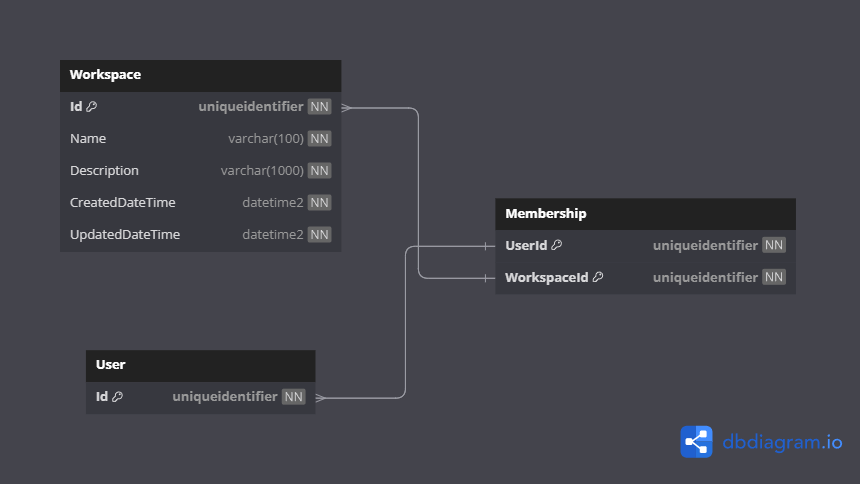 Workspace
Id uniqueidentifier NN
Name varchar(100) NN
Description varchar(1000) NN
CreatedDateTime datetime2 NN
UpdatedDateTime datetime2 NN
Membership
UserId uniqueidentifier NN
WorkspaceId uniqueidentifier NN
User
Id uniqueidentifier NN
dbdiagram.io